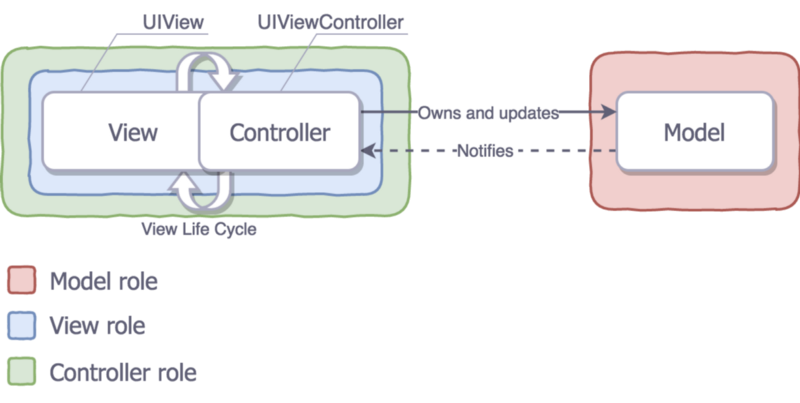 UIView
UIViewController
View
Controller
Owns and updates
Notifies
Model
View Life Cycle
Model role
View role
Controller role